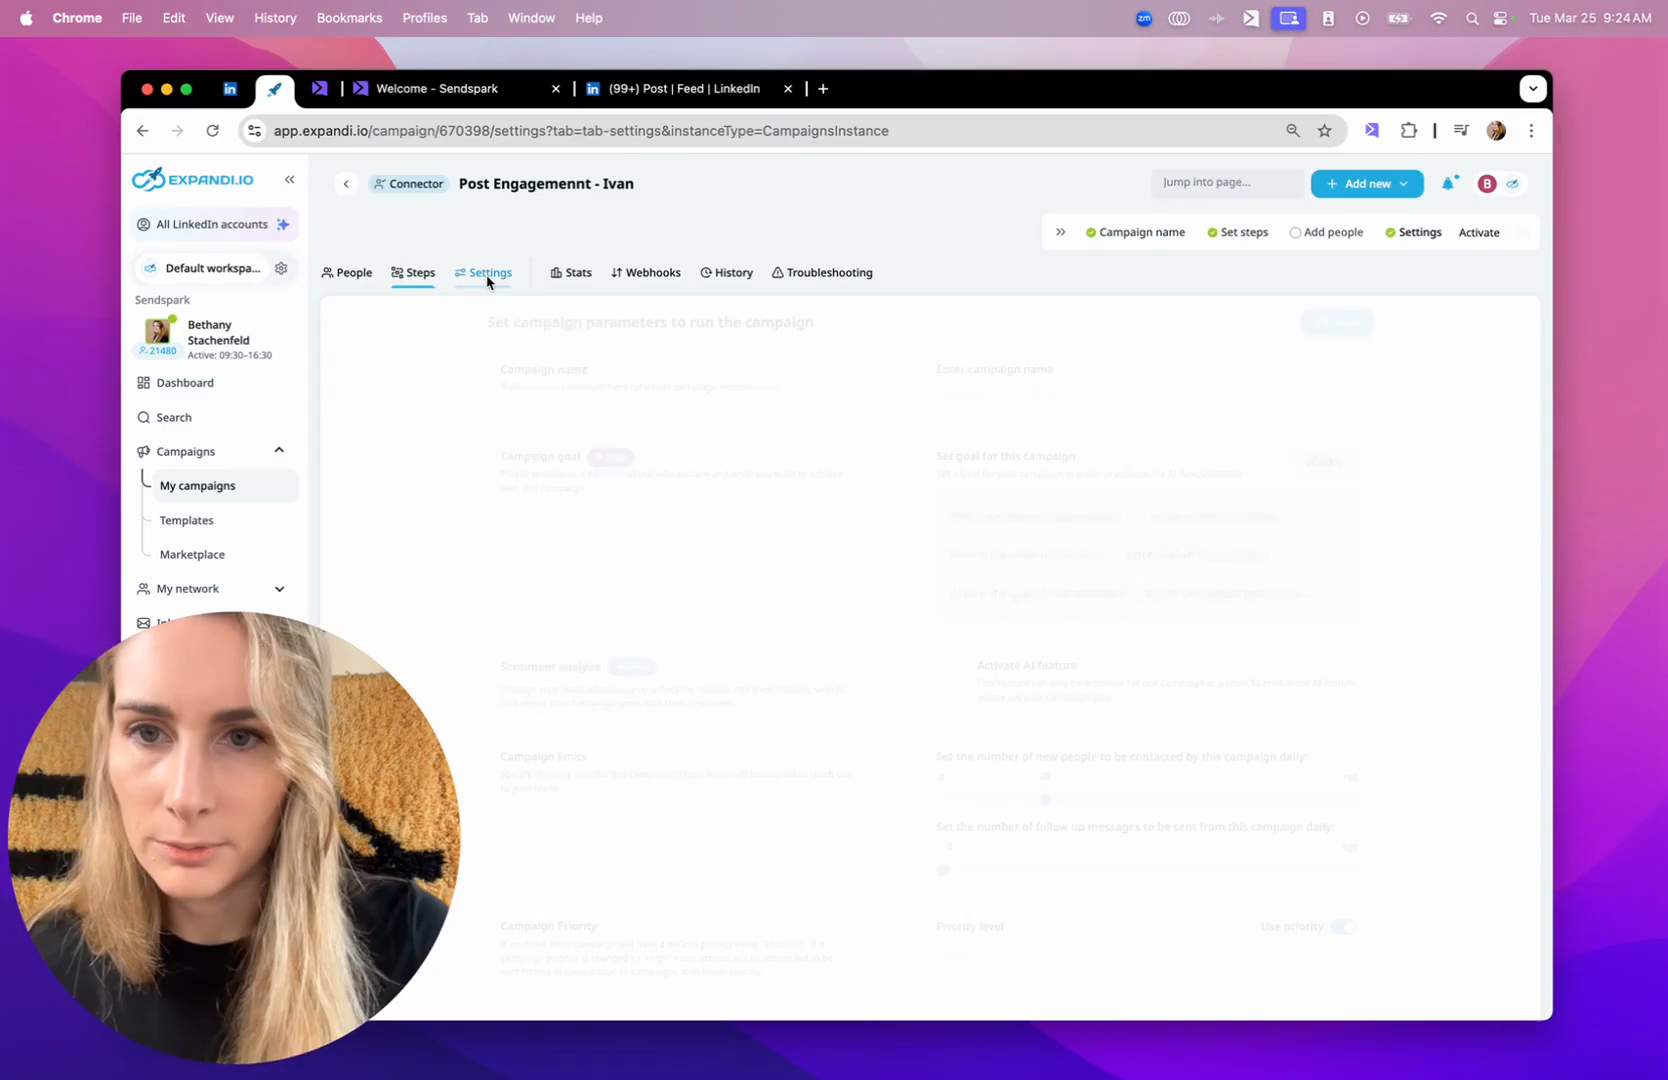 Chrome File Edit View History Bookmarks Profiles Tab Window Help
zm
Tue Mar 25 9:24 AM
in
Welcome - Sendspark
in (99+) Post | Feed | LinkedIn
app.expandi.io/campaign/670398/settings?tab=tab-settings&instanceType=CampaignsInstance
EXPANDI.IO
Connector Post Engagemennt - Ivan
Jump into page...
+ Add new
B
All LinkedIn accounts
Campaign name Set steps Add people Settings Activate
Default workspa...
People Steps Settings Stats Webhooks History Troubleshooting
Sendspark
Bethany
Stachenfeld
21480
Active: 09:30–16:30
Dashboard
Search
Campaigns
My campaigns
Templates
Marketplace
My network
Set campaign parameters to run the campaign
Campaign name
Enter campaign name
Campaign goal
Set goal for this campaign
Sentiment analysis
Activate AI feature
Campaign limits
Set the number of new people to be contacted by this campaign daily:
100
Set the number of follow up messages to be sent from this campaign daily:
100
Campaign Priority
Priority level
Use priority